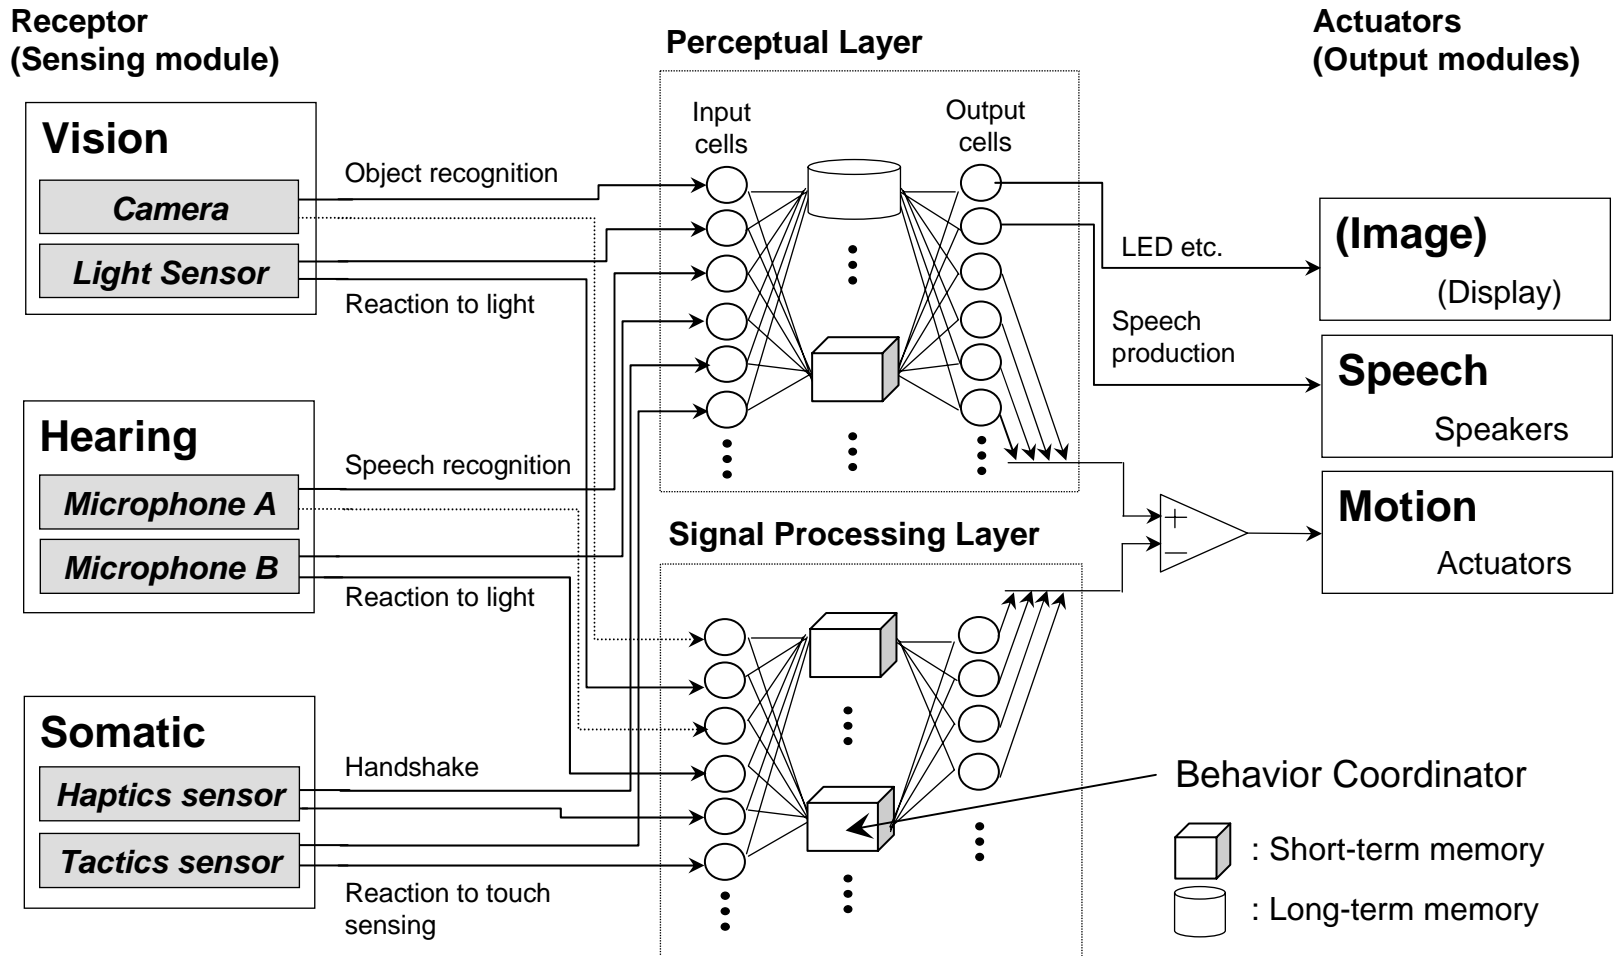 Receptor
(Sensing module)
Perceptual Layer
Actuators
(Output modules)
Vision
Camera
Light Sensor
Object recognition
Reaction to light
Input
cells
Output
cells
LED etc.
Speech
production
(Image)
(Display)
Speech
Speakers
Motion
Actuators
Hearing
Microphone A
Microphone B
Speech recognition
Reaction to light
Signal Processing Layer
+
−
Somatic
Haptics sensor
Tactics sensor
Handshake
Reaction to touch
sensing
Behavior Coordinator
: Short-term memory
: Long-term memory